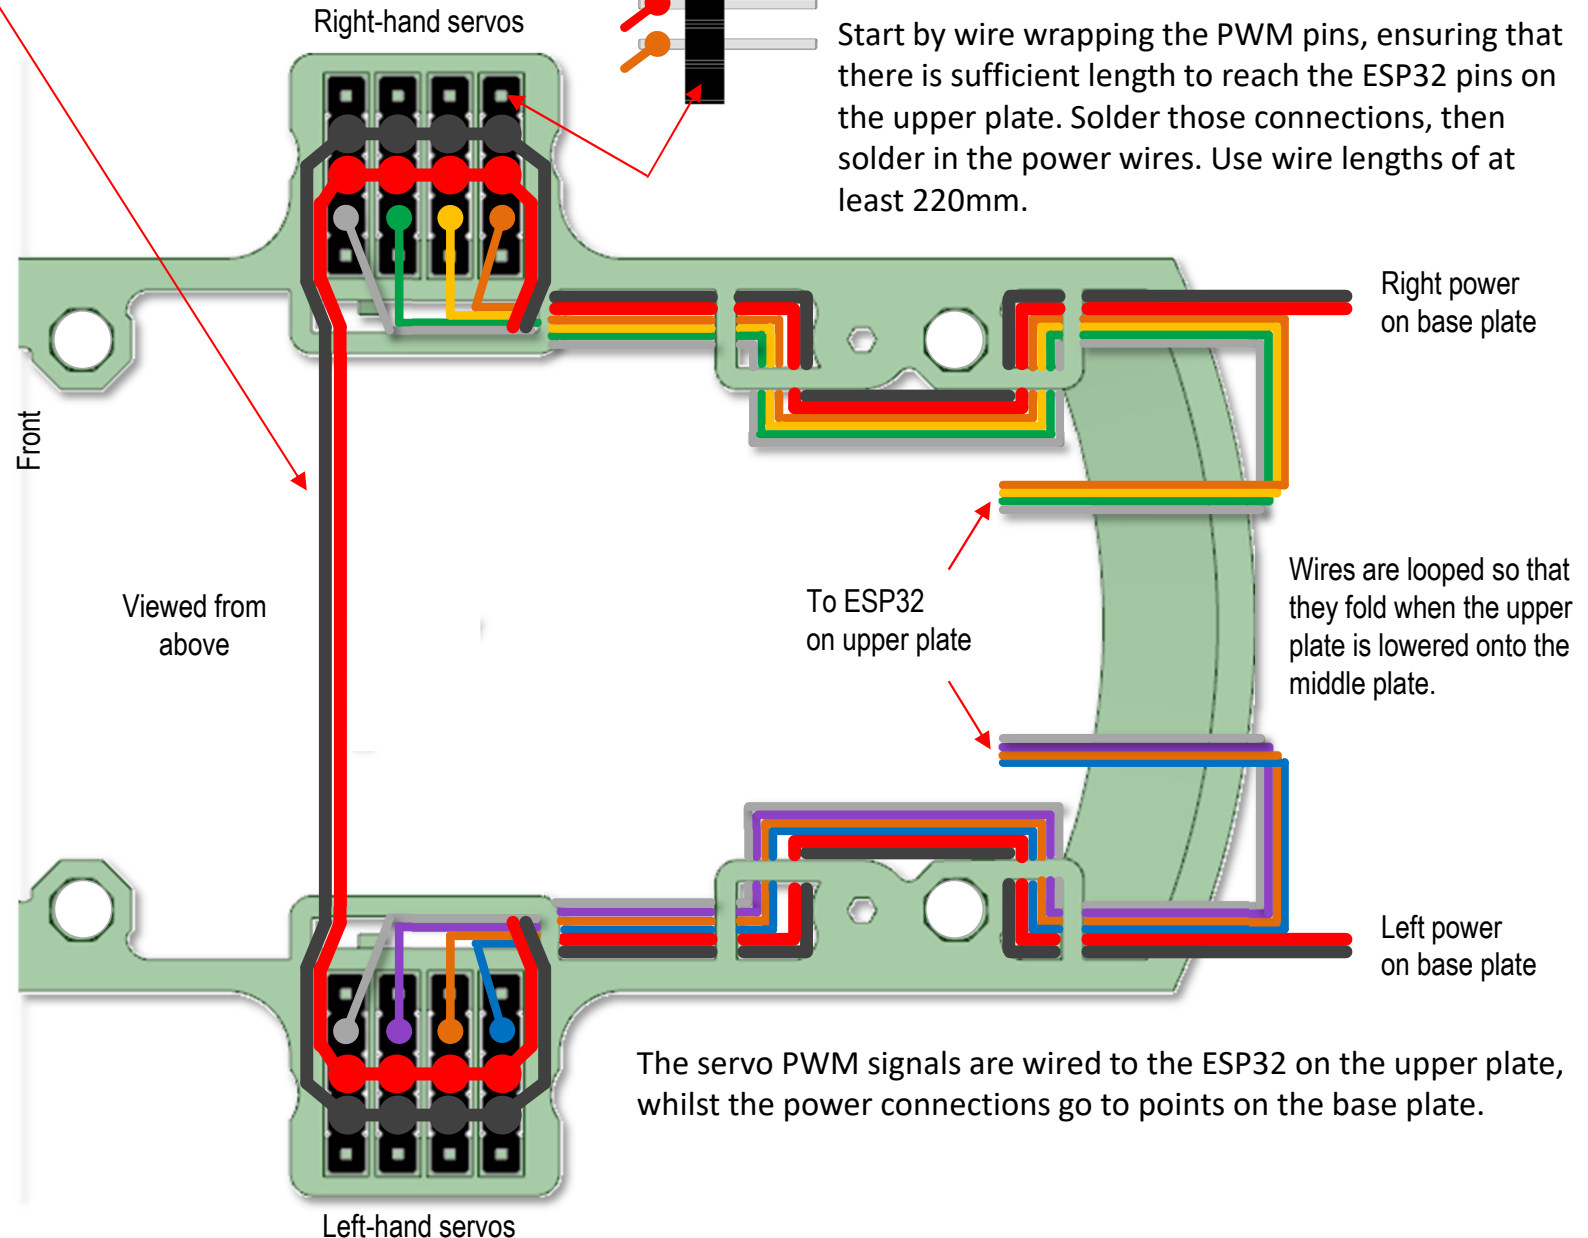 Right-hand servos
Start by wire wrapping the PWM pins, ensuring that
there is sufficient length to reach the ESP32 pins on
the upper plate. Solder those connections, then
solder in the power wires. Use wire lengths of at
least 220mm.
Right power
on base plate
Front
Viewed from
above
To ESP32
on upper plate
Wires are looped so that
they fold when the upper
plate is lowered onto the
middle plate.
Left power
on base plate
The servo PWM signals are wired to the ESP32 on the upper plate,
whilst the power connections go to points on the base plate.
Left-hand servos